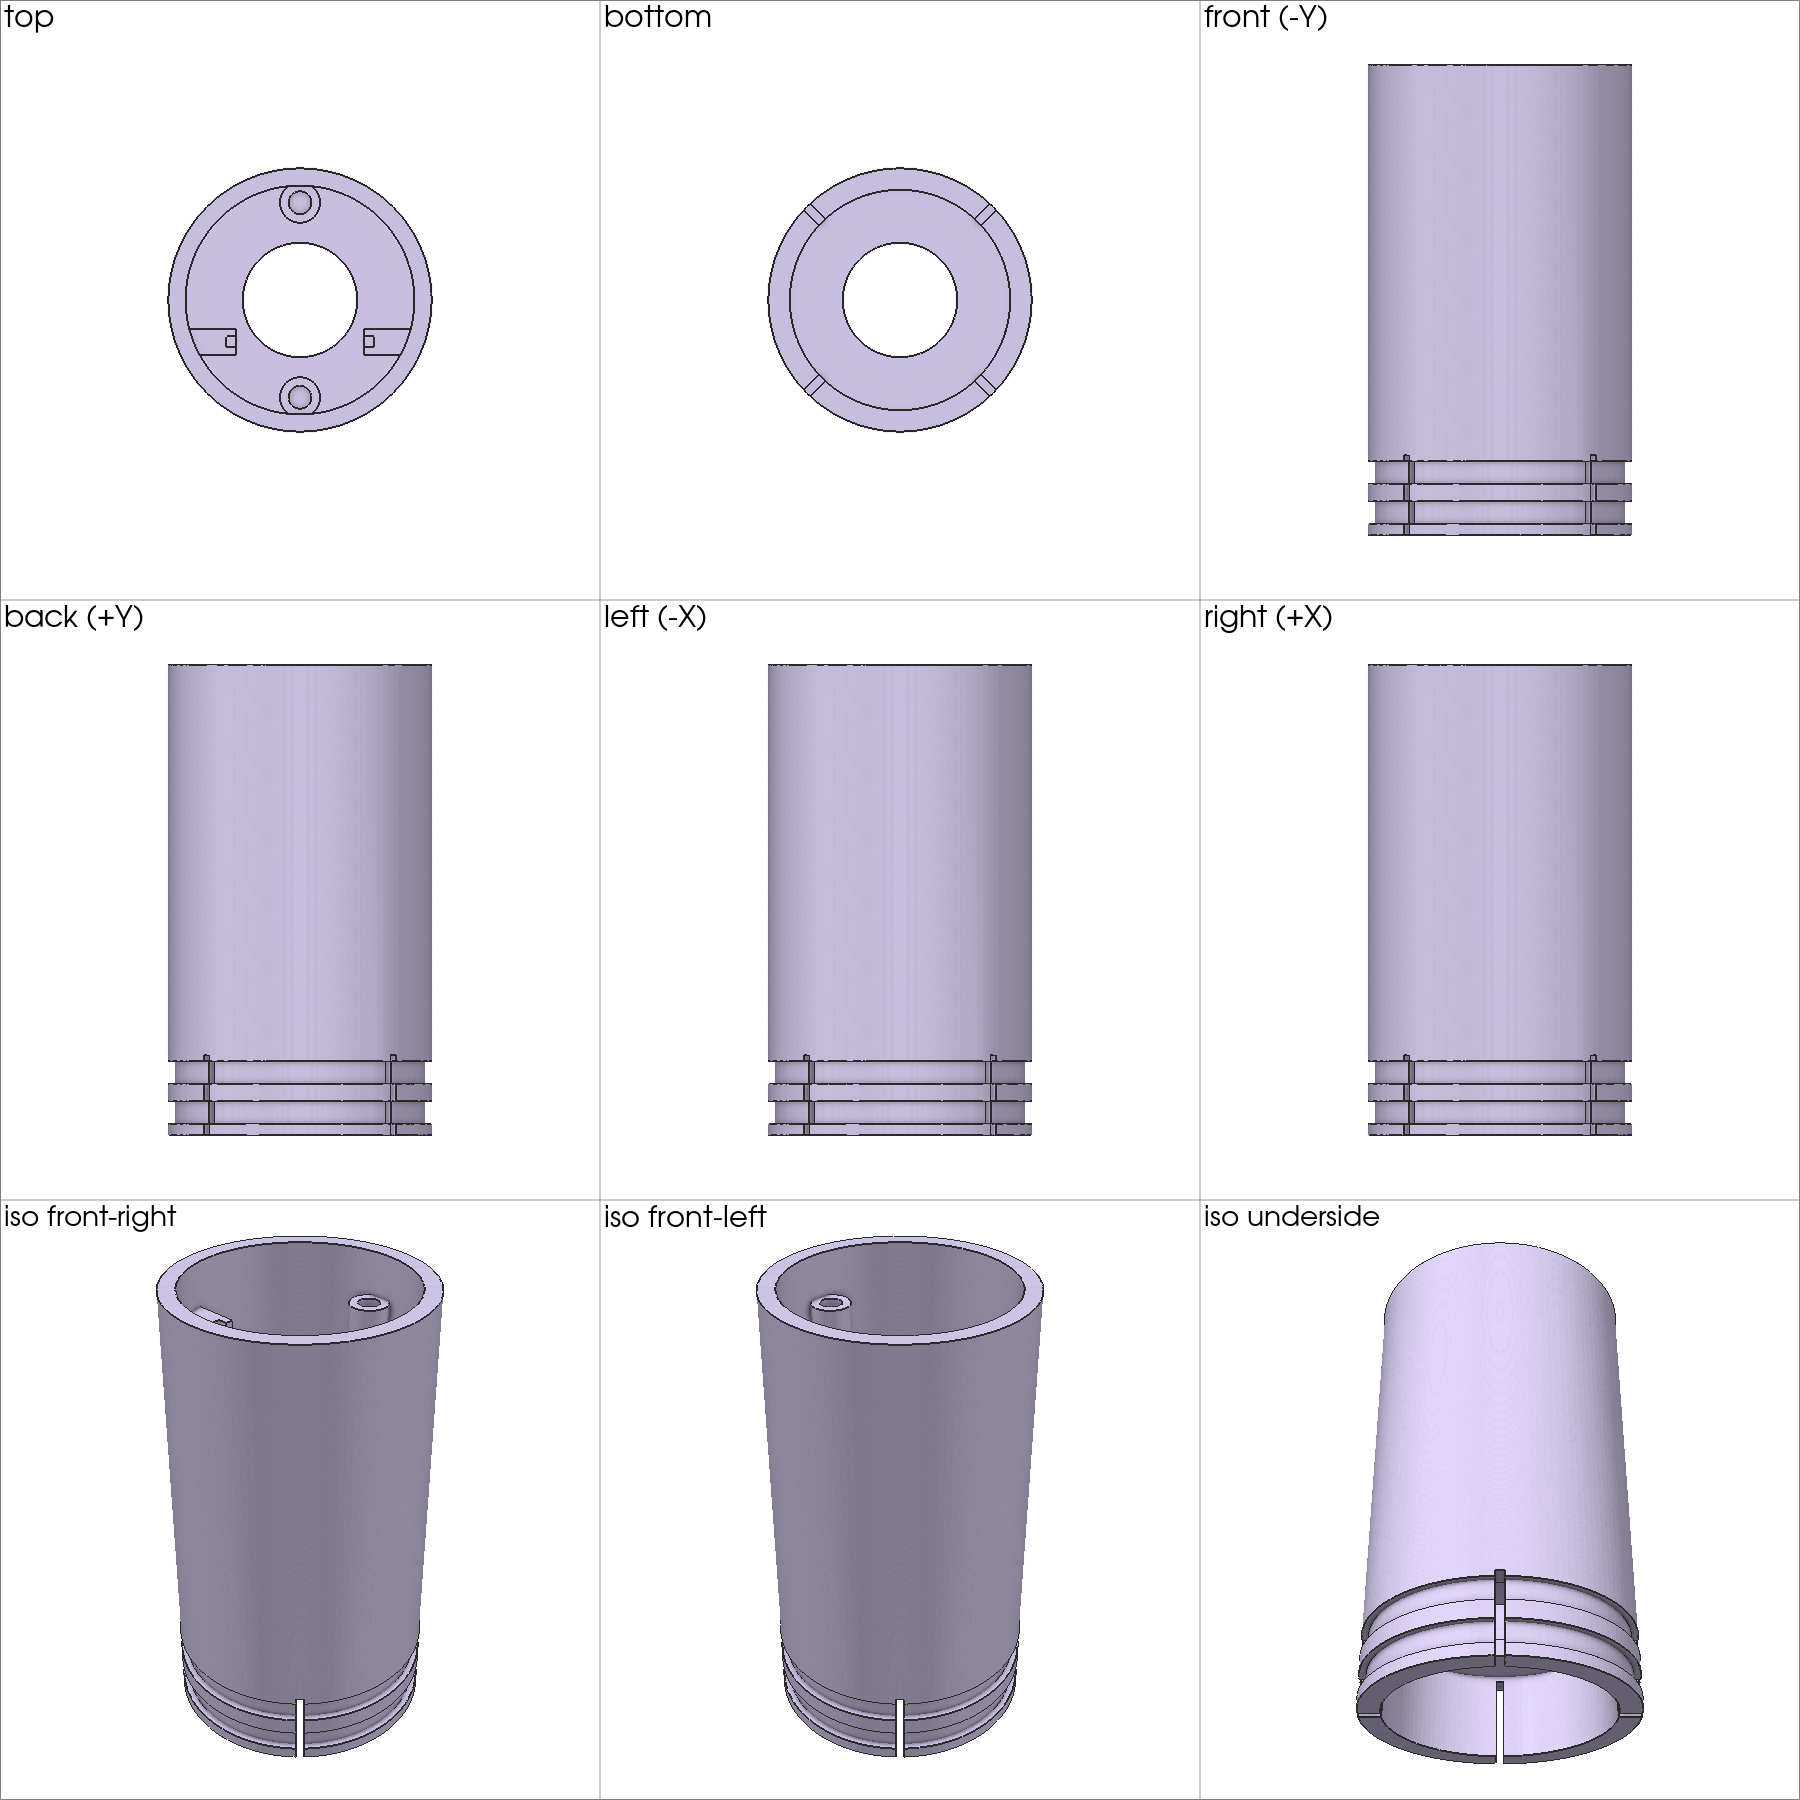 top
bottom
front (-Y)
back (+Y)
left (-X)
right (+X)
iso front-right
iso front-left
iso underside